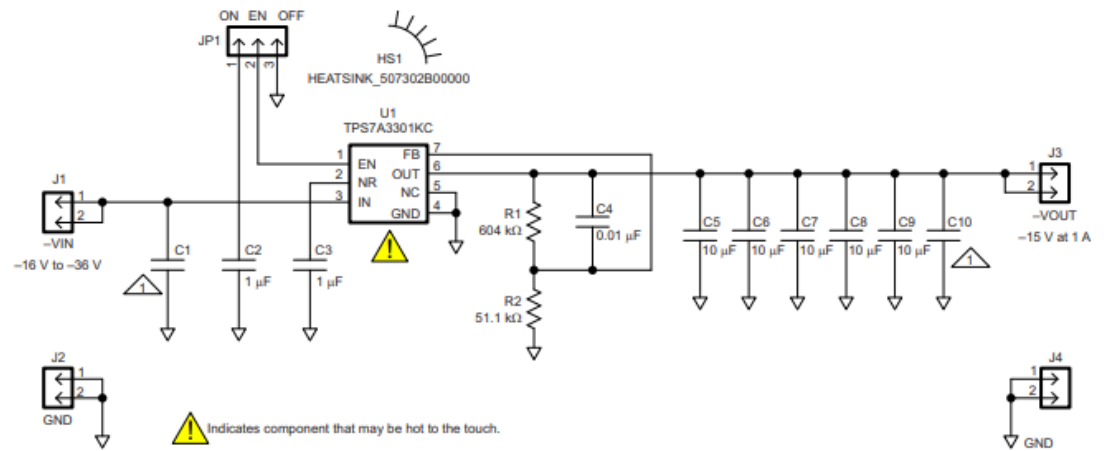 ON EN OFF
JP1
1
2
3
HS1
HEATSINK_507302B00000
U1
TPS7A3301KC
1 EN FB 7
2 NR OUT 6
3 IN NC 5
GND 4
J1
1
2
–VIN
–16 V to –36 V
C1
1
C2
1 µF
C3
1 µF
R1
604 kΩ
C4
0.01 µF
R2
51.1 kΩ
C5
10 µF
C6
10 µF
C7
10 µF
C8
10 µF
C9
10 µF
C10
1
J3
1
2
–VOUT
–15 V at 1 A
J2
1
2
GND
J4
1
2
GND
! Indicates component that may be hot to the touch.